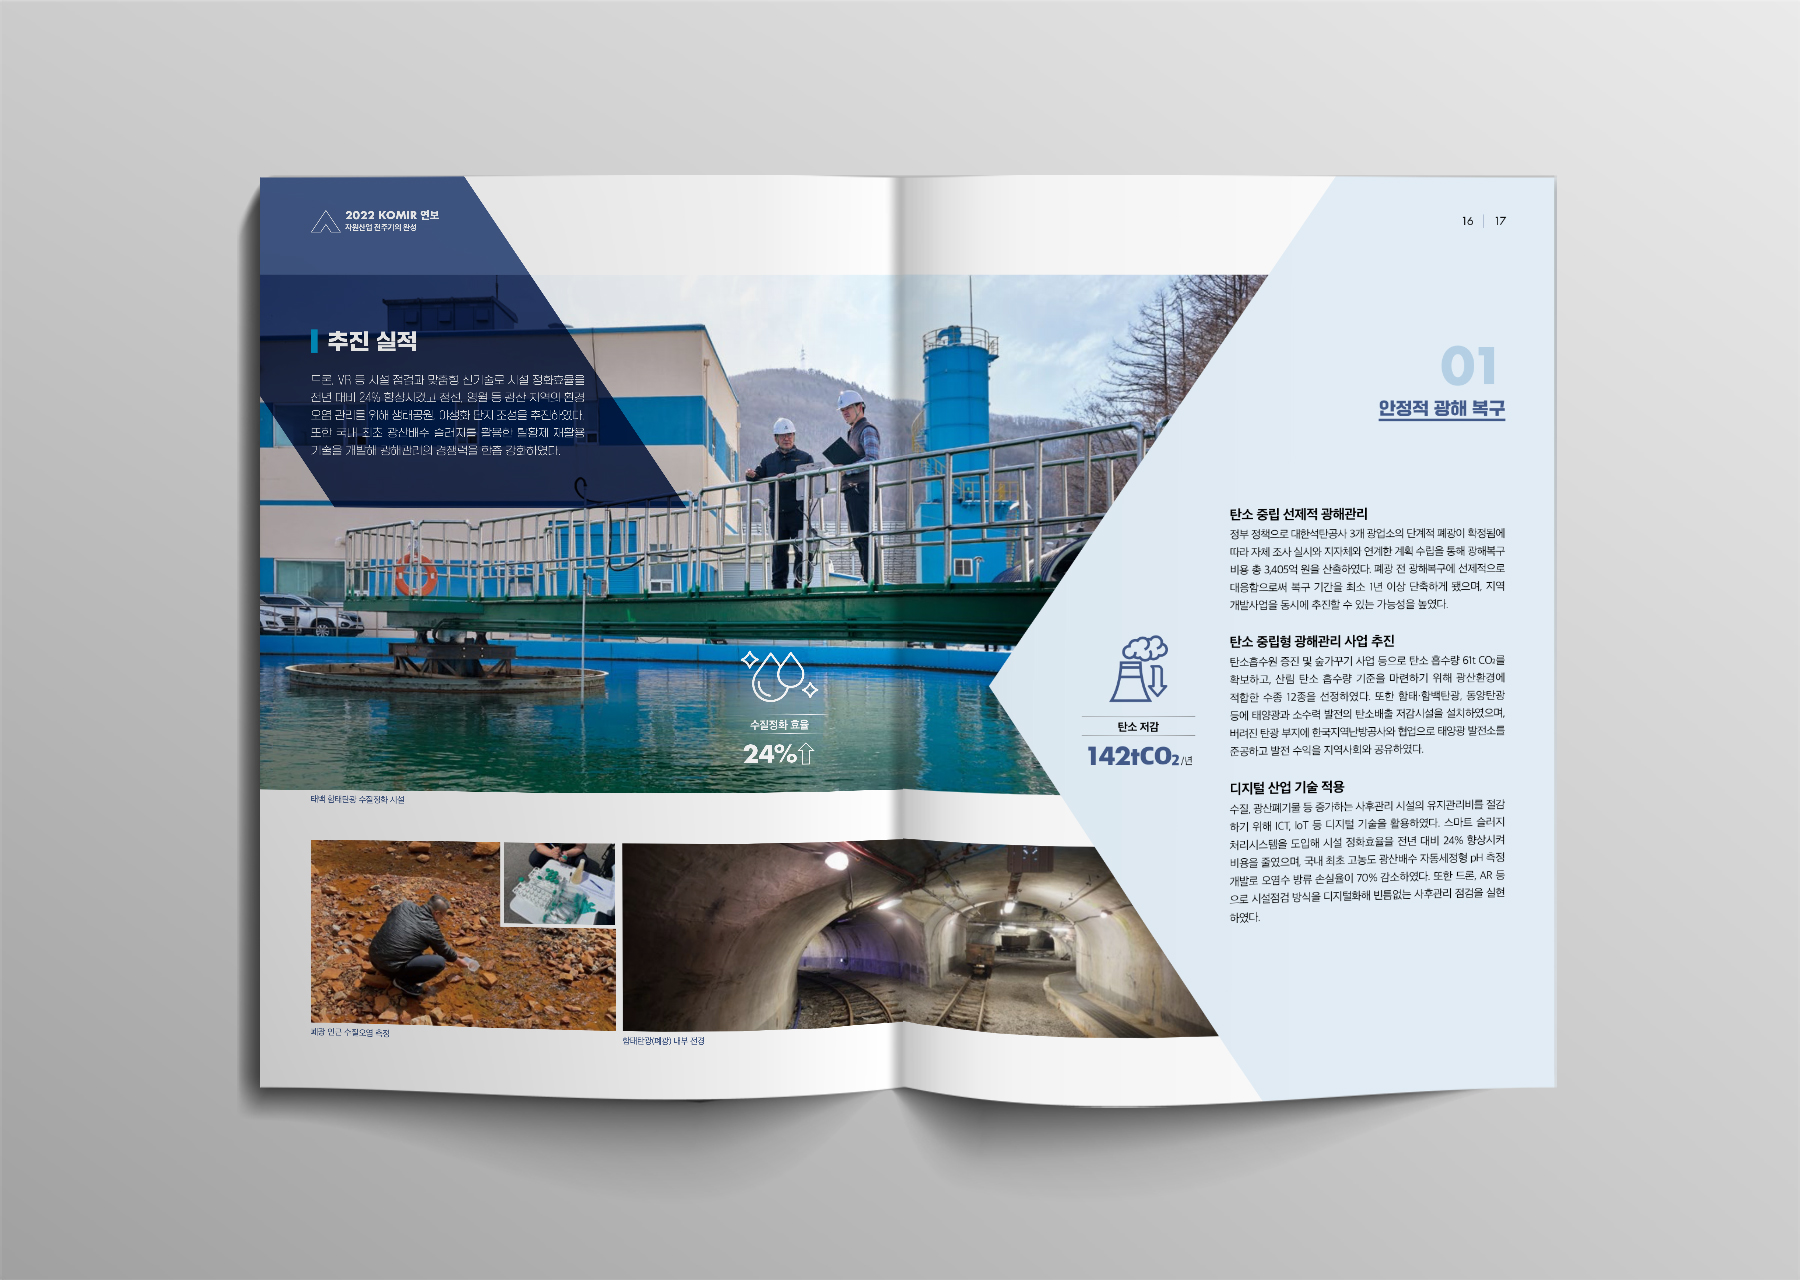 2022 KOMIR 연보
자원산업 전주기의 완성
16 | 17
추진 실적
드론, VR 등 시설 점검과 맞춤형 신기술로 시설 정화효율을
전년 대비 24% 향상시켰고 정선, 영월 등 광산 지역의 환경
오염 관리를 위해 생태공원, 야생화 단지 조성을 추진하였다.
또한 국내 최초 광산배수 슬러지를 활용한 탈황제 재활용
기술을 개발해 광해관리의 경쟁력을 한층 강화하였다.
수질정화 효율
24%⇧
태백 함태탄광 수질정화 시설
폐광 인근 수질오염 측정
함태탄광(폐광) 내부 전경
탄소 저감
142tCO₂/년
01
안정적 광해 복구
탄소 중립 선제적 광해관리
정부 정책으로 대한석탄공사 3개 광업소의 단계적 폐광이 확정됨에
따라 자체 조사 실시와 지자체와 연계한 계획 수립을 통해 광해복구
비용 총 3,405억 원을 산출하였다. 폐광 전 광해복구에 선제적으로
대응함으로써 복구 기간을 최소 1년 이상 단축하게 됐으며, 지역
개발사업을 동시에 추진할 수 있는 가능성을 높였다.
탄소 중립형 광해관리 사업 추진
탄소흡수원 증진 및 숲가꾸기 사업 등으로 탄소 흡수량 61t CO₂를
확보하고, 산림 탄소 흡수량 기준을 마련하기 위해 광산환경에
적합한 수종 12종을 선정하였다. 또한 함태·함백탄광, 동양탄광
등에 태양광과 소수력 발전의 탄소배출 저감시설을 설치하였으며,
버려진 탄광 부지에 한국지역난방공사와 협업으로 태양광 발전소를
준공하고 발전 수익을 지역사회와 공유하였다.
디지털 산업 기술 적용
수질, 광산폐기물 등 증가하는 사후관리 시설의 유지관리비를 절감
하기 위해 ICT, IoT 등 디지털 기술을 활용하였다. 스마트 슬러지
처리시스템을 도입해 시설 정화효율을 전년 대비 24% 향상시켜
비용을 줄였으며, 국내 최초 고농도 광산배수 자동세정형 pH 측정
개발로 오염수 방류 손실율이 70% 감소하였다. 또한 드론, AR 등
으로 시설점검 방식을 디지털화해 빈틈없는 사후관리 점검을 실현
하였다.